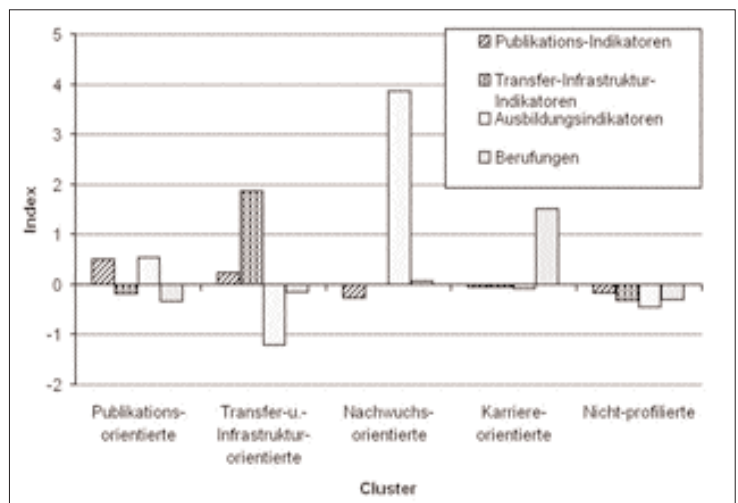 5
4
3
2
1
0
-1
-2
Index
Publikations-Indikatoren
Transfer-Infrastruktur-
Indikatoren
Ausbildungsindikatoren
Berufungen
Publikations-
orientierte
Transfer-u.-
Infrastruktur-
orientierte
Nachwuchs-
orientierte
Karriere-
orientierte
Nicht-profilierte
Cluster